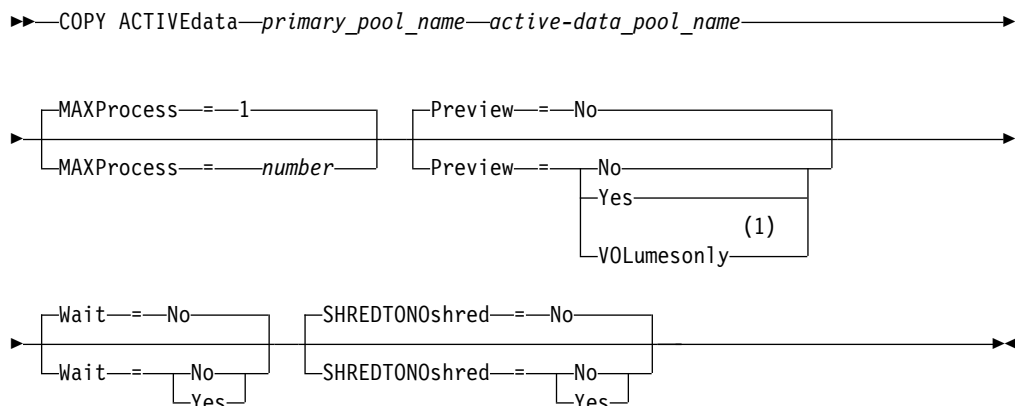 COPY ACTIVEdata primary_pool_name active-data_pool_name
MAXProcess = 1
MAXProcess = number
Preview = No
Preview = No
Yes
(1)
VOLumesonly
Wait = No
Wait = No
Yes
SHREDTONOshred = No
SHREDTONOshred = No
Yes